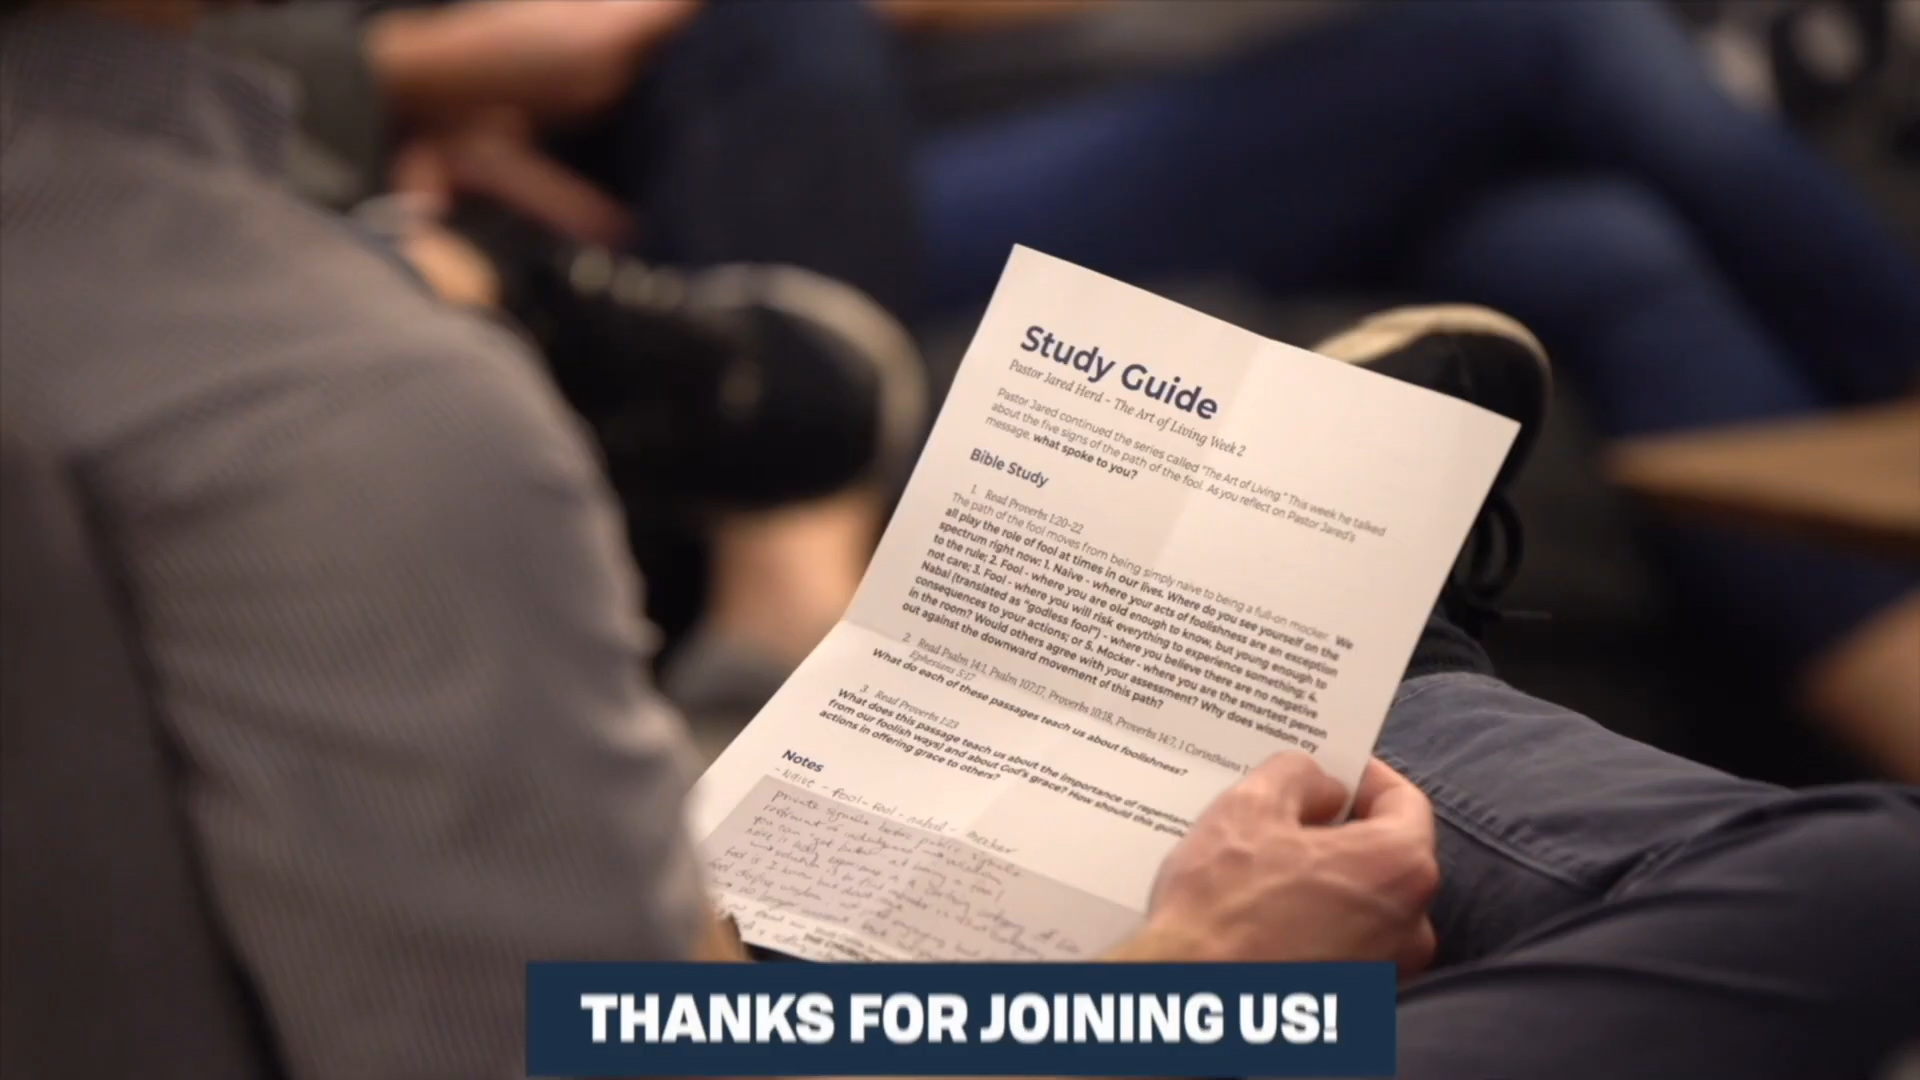 Study Guide
Pastor Jared Herd - The Art of Living Week 2
Pastor Jared continued the series called "The Art of Living." This week he talked
about the five signs of the path of the fool. As you reflect on Pastor Jared's
message, what spoke to you?
Bible Study
1. Read Proverbs 1:20-22
The path of the fool moves from being simply naive to being a full-on mocker. We
all play the role of fool at times in our lives. Where do you see yourself on the
spectrum right now: 1. Naive - where your acts of foolishness are an exception
to the rule; 2. Fool - where you are old enough to know, but young enough to
not care; 3. Fool - where you will risk everything to experience something; 4.
Nabal (translated as "godless fool") - where you believe there are no negative
consequences to your actions; or 5. Mocker - where you are the smartest person
in the room? Would others agree with your assessment? Why does wisdom cry
out against the downward movement of this path?
2. Read Psalm 14:1, Psalm 107:17, Proverbs 10:18, Proverbs 14:7, 1 Corinthians
Ephesians 5:17
What do each of these passages teach us about foolishness?
3. Read Proverbs 1:23
What does this passage teach us about the importance of repentance
from our foolish ways) and about God's grace? How should this guide
actions in offering grace to others?
Notes
- Naive - fool - fool - nabal - mocker
private signals before public signals
THANKS FOR JOINING US!